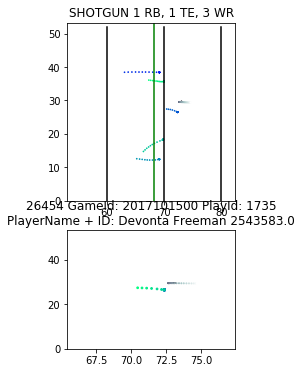 SHOTGUN 1 RB, 1 TE, 3 WR
50
40
30
20
10
0
60 70 80
26454 GameId: 2017101500 PlayId: 1735
PlayerName + ID: Devonta Freeman 2543583.0
40
20
0
67.5 70.0 72.5 75.0